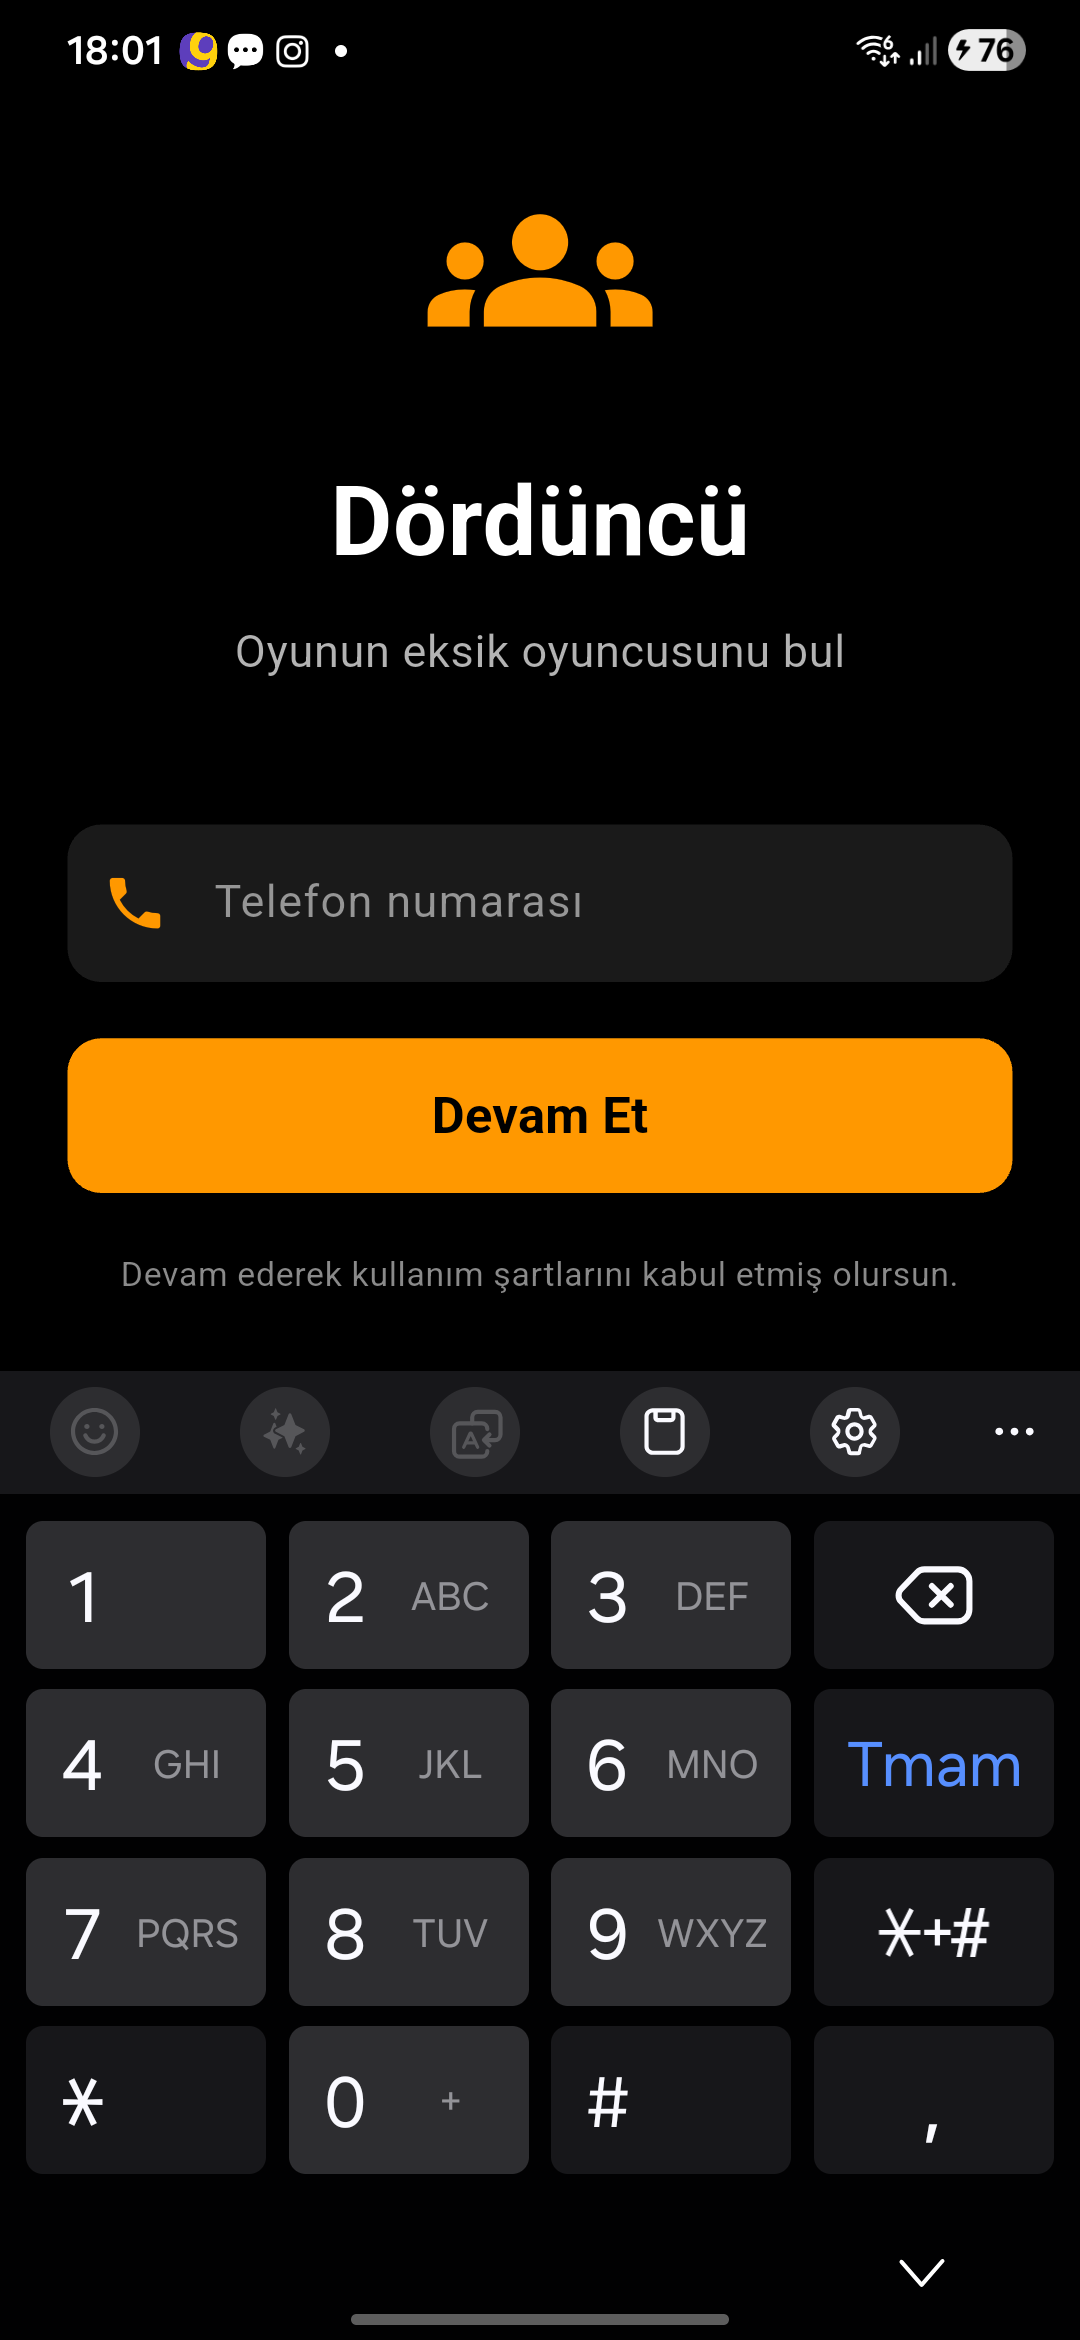 18:01
6
76
Dördüncü
Oyunun eksik oyuncusunu bul
Telefon numarası
Devam Et
Devam ederek kullanım şartlarını kabul etmiş olursun.
1
2 ABC
3 DEF
4 GHI
5 JKL
6 MNO
Tmam
7 PQRS
8 TUV
9 WXYZ
*+#
*
0 +
#
,